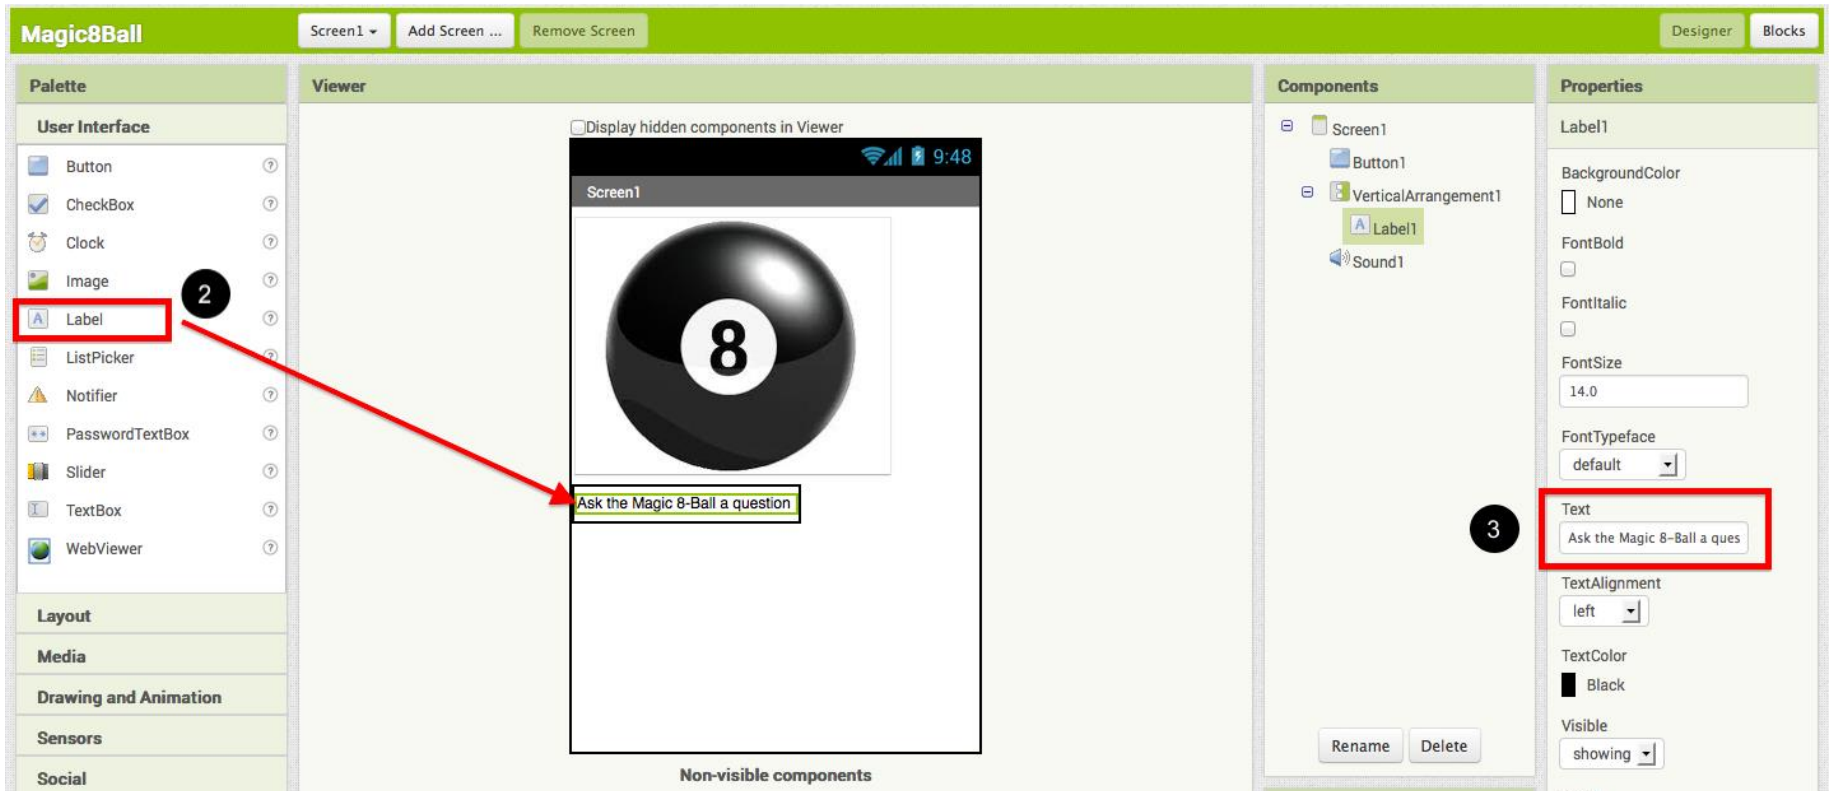 Magic8Ball
Screen1
Add Screen ...
Remove Screen
Designer
Blocks
Palette
User Interface
Button
CheckBox
Clock
Image
2
Label
ListPicker
Notifier
PasswordTextBox
Slider
TextBox
WebViewer
Layout
Media
Drawing and Animation
Sensors
Social
Viewer
Display hidden components in Viewer
9:48
Screen1
8
Ask the Magic 8-Ball a question
Non-visible components
Components
Screen1
Button1
VerticalArrangement1
A Label1
Sound1
Rename
Delete
Properties
Label1
BackgroundColor
None
FontBold
FontItalic
FontSize
14.0
FontTypeface
default
3
Text
Ask the Magic 8-Ball a ques
TextAlignment
left
TextColor
Black
Visible
showing